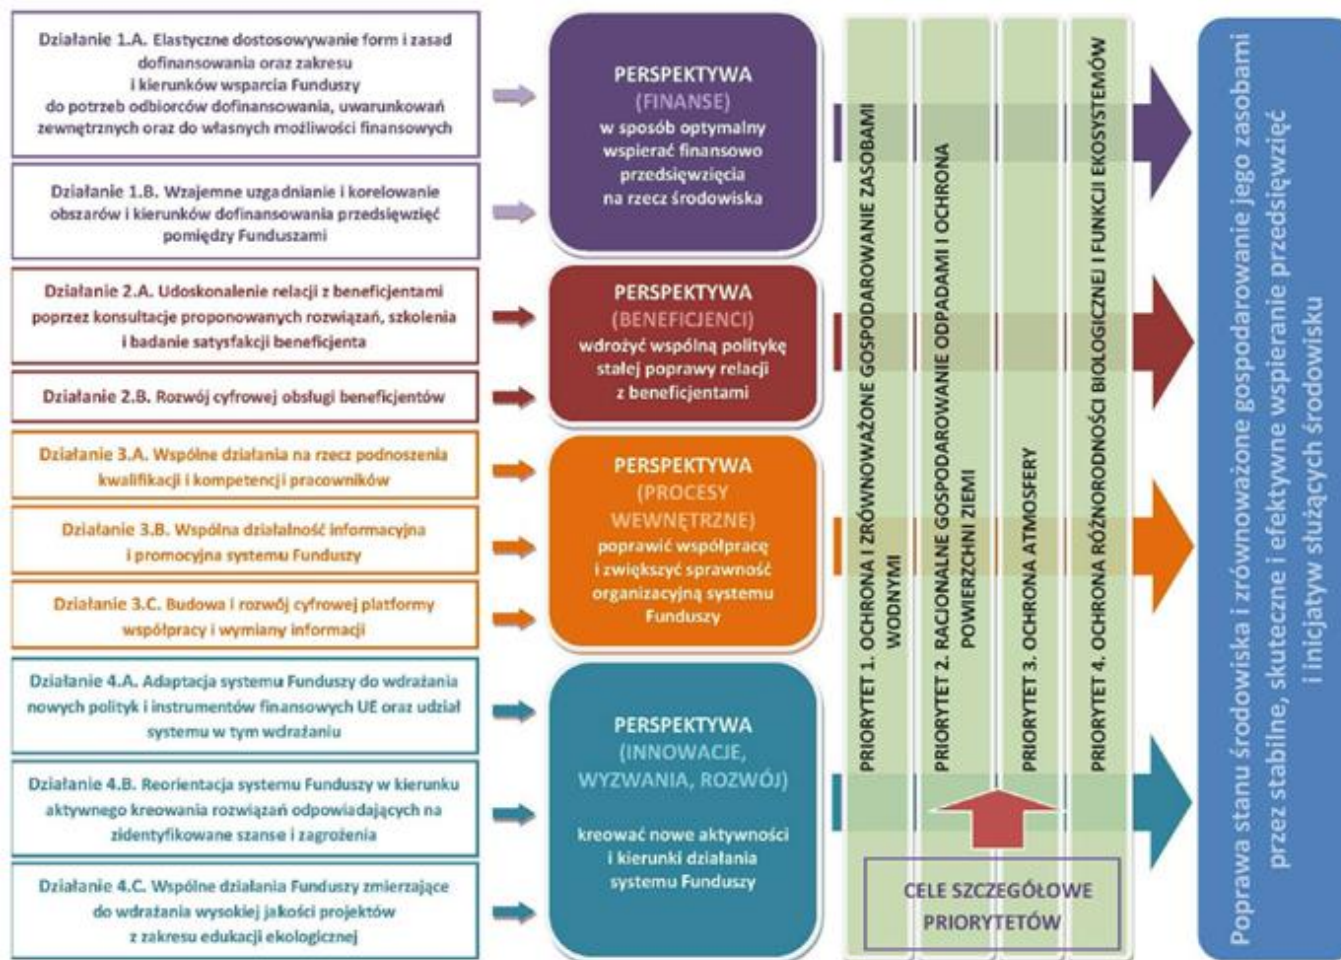 Działanie 1.A. Elastyczne dostosowywanie form i zasad
dofinansowania oraz zakresu
i kierunków wsparcia Funduszy
do potrzeb odbiorców dofinansowania, uwarunkowań
zewnętrznych oraz do własnych możliwości finansowych
Działanie 1.B. Wzajemne uzgadnianie i korelowanie
obszarów i kierunków dofinansowania przedsięwzięć
pomiędzy Funduszami
Działanie 2.A. Udoskonalenie relacji z beneficjentami
poprzez konsultacje proponowanych rozwiązań, szkolenia
i badanie satysfakcji beneficjenta
Działanie 2.B. Rozwój cyfrowej obsługi beneficjentów
Działanie 3.A. Wspólne działania na rzecz podnoszenia
kwalifikacji i kompetencji pracowników
Działanie 3.B. Wspólna działalność informacyjna
i promocyjna systemu Funduszy
Działanie 3.C. Budowa i rozwój cyfrowej platformy
współpracy i wymiany informacji
Działanie 4.A. Adaptacja systemu Funduszy do wdrażania
nowych polityk i instrumentów finansowych UE oraz udział
systemu w tym wdrażaniu
Działanie 4.B. Reorientacja systemu Funduszy w kierunku
aktywnego kreowania rozwiązań odpowiadających na
zidentyfikowane szanse i zagrożenia
Działanie 4.C. Wspólne działania Funduszy zmierzające
do wdrażania wysokiej jakości projektów
z zakresu edukacji ekologicznej
PERSPEKTYWA
(FINANSE)
w sposób optymalny
wspierać finansowo
przedsięwzięcia
na rzecz środowiska
PERSPEKTYWA
(BENEFICJENCI)
wdrożyć wspólną politykę
stałej poprawy relacji
z beneficjentami
PERSPEKTYWA
(PROCESY
WEWNĘTRZNE)
poprawić współpracę
i zwiększyć sprawność
organizacyjną systemu
Funduszy
PERSPEKTYWA
(INNOWACJE,
WYZWANIA, ROZWÓJ)
kreować nowe aktywności
i kierunki działania
systemu Funduszy
PRIORYTET 1. OCHRONA I ZRÓWNOWAŻONE GOSPODAROWANIE ZASOBAMI
WODNYMI
PRIORYTET 2. RACJONALNE GOSPODAROWANIE ODPADAMI I OCHRONA
POWIERZCHNI ZIEMI
PRIORYTET 3. OCHRONA ATMOSFERY
PRIORYTET 4. OCHRONA RÓŻNORODNOŚCI BIOLOGICZNEJ I FUNKCJI EKOSYSTEMÓW
CELE SZCZEGÓŁOWE
PRIORYTETÓW
Poprawa stanu środowiska i zrównoważone gospodarowanie jego zasobami
przez stabilne, skuteczne i efektywne wspieranie przedsięwzięć
i inicjatyw służących środowisku